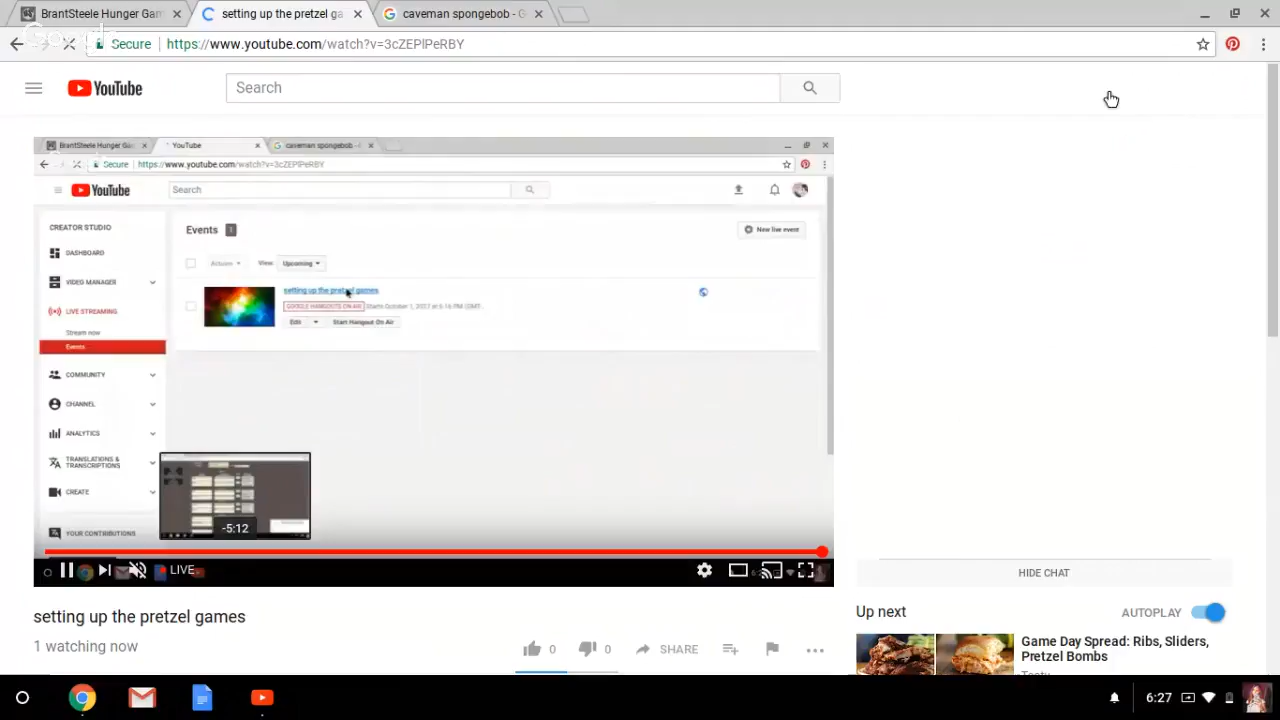 BrantSteele Hunger Gam
setting up the pretzel ga
caveman spongebob - G
Secure https://www.youtube.com/watch?v=3cZEPlPeRBY
YouTube
Search
BrantSteele Hunger Ga
YouTube
caveman spongebob - G
Secure https://www.youtube.com/watch?v=3cZEPlPeRBY
YouTube
Search
CREATOR STUDIO
DASHBOARD
VIDEO MANAGER
LIVE STREAMING
Stream now
Events
COMMUNITY
CHANNEL
ANALYTICS
TRANSLATIONS &
TRANSCRIPTIONS
CREATE
YOUR CONTRIBUTIONS
Events 1
New live event
Actions
View: Upcoming
setting up the pretzel games
GOOGLE HANGOUTS ON AIR Starts October 1, 2017 at 6:16 PM (GMT
Edit
Start Hangout On Air
-5:12
LIVE
setting up the pretzel games
1 watching now
0
0
SHARE
HIDE CHAT
Up next
AUTOPLAY
Game Day Spread: Ribs, Sliders,
Pretzel Bombs
Tasty
6:27